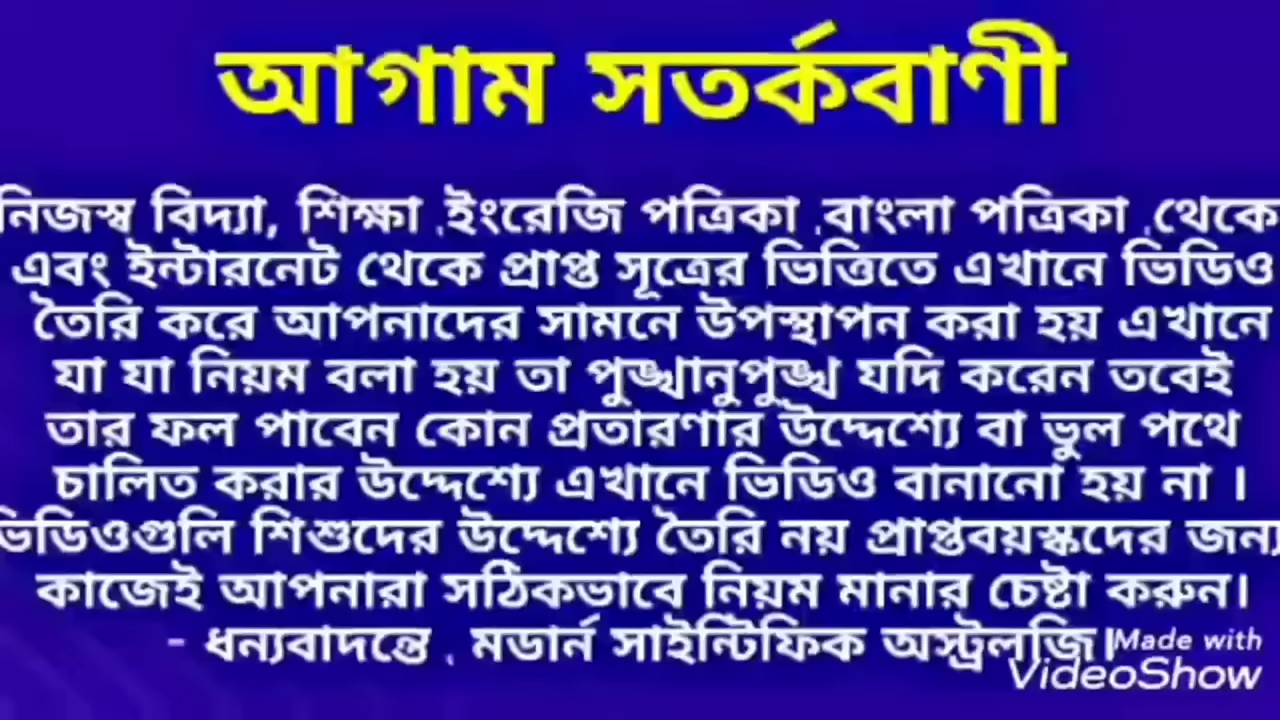 আগাম সতর্কবাণী
নিজস্ব বিদ্যা, শিক্ষা ,ইংরেজি পত্রিকা ,বাংলা পত্রিকা ,থেকে
এবং ইন্টারনেট থেকে প্রাপ্ত সূত্রের ভিত্তিতে এখানে ভিডিও
তৈরি করে আপনাদের সামনে উপস্থাপন করা হয় এখানে
যা যা নিয়ম বলা হয় তা পুঙ্খানুপুঙ্খ যদি করেন তবেই
তার ফল পাবেন কোন প্রতারণার উদ্দেশ্যে বা ভুল পথে
চালিত করার উদ্দেশ্যে এখানে ভিডিও বানানো হয় না ।
ভিডিওগুলি শিশুদের উদ্দেশ্যে তৈরি নয় প্রাপ্তবয়স্কদের জন্য
কাজেই আপনারা সঠিকভাবে নিয়ম মানার চেষ্টা করুন।
- ধন্যবাদন্তে , মডার্ন সাইন্টিফিক অস্ট্রলজি।
Made with
VideoShow